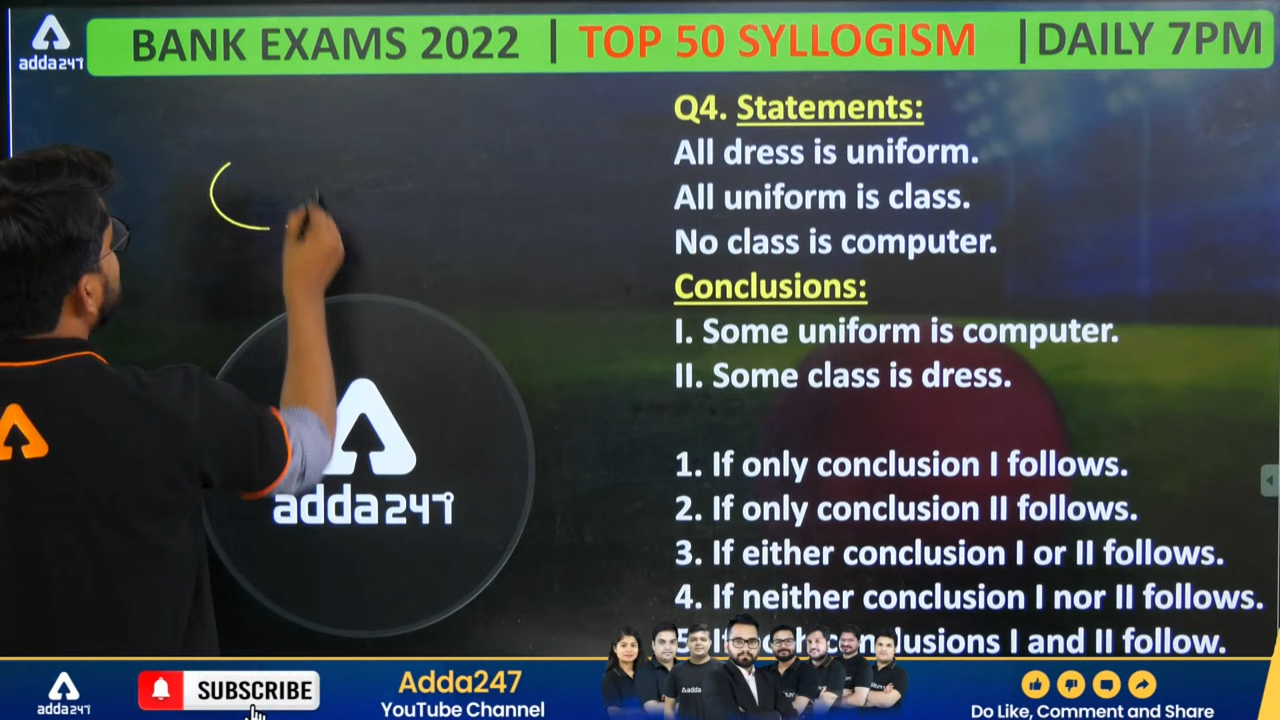 adda247
BANK EXAMS 2022 | TOP 50 SYLLOGISM | DAILY 7PM
Q4. Statements:
All dress is uniform.
All uniform is class.
No class is computer.
Conclusions:
I. Some uniform is computer.
II. Some class is dress.
1. If only conclusion I follows.
2. If only conclusion II follows.
3. If either conclusion I or II follows.
4. If neither conclusion I nor II follows.
I and II follow.
adda247
adda247
SUBSCRIBE
Adda247
YouTube Channel
Do Like, Comment and Share